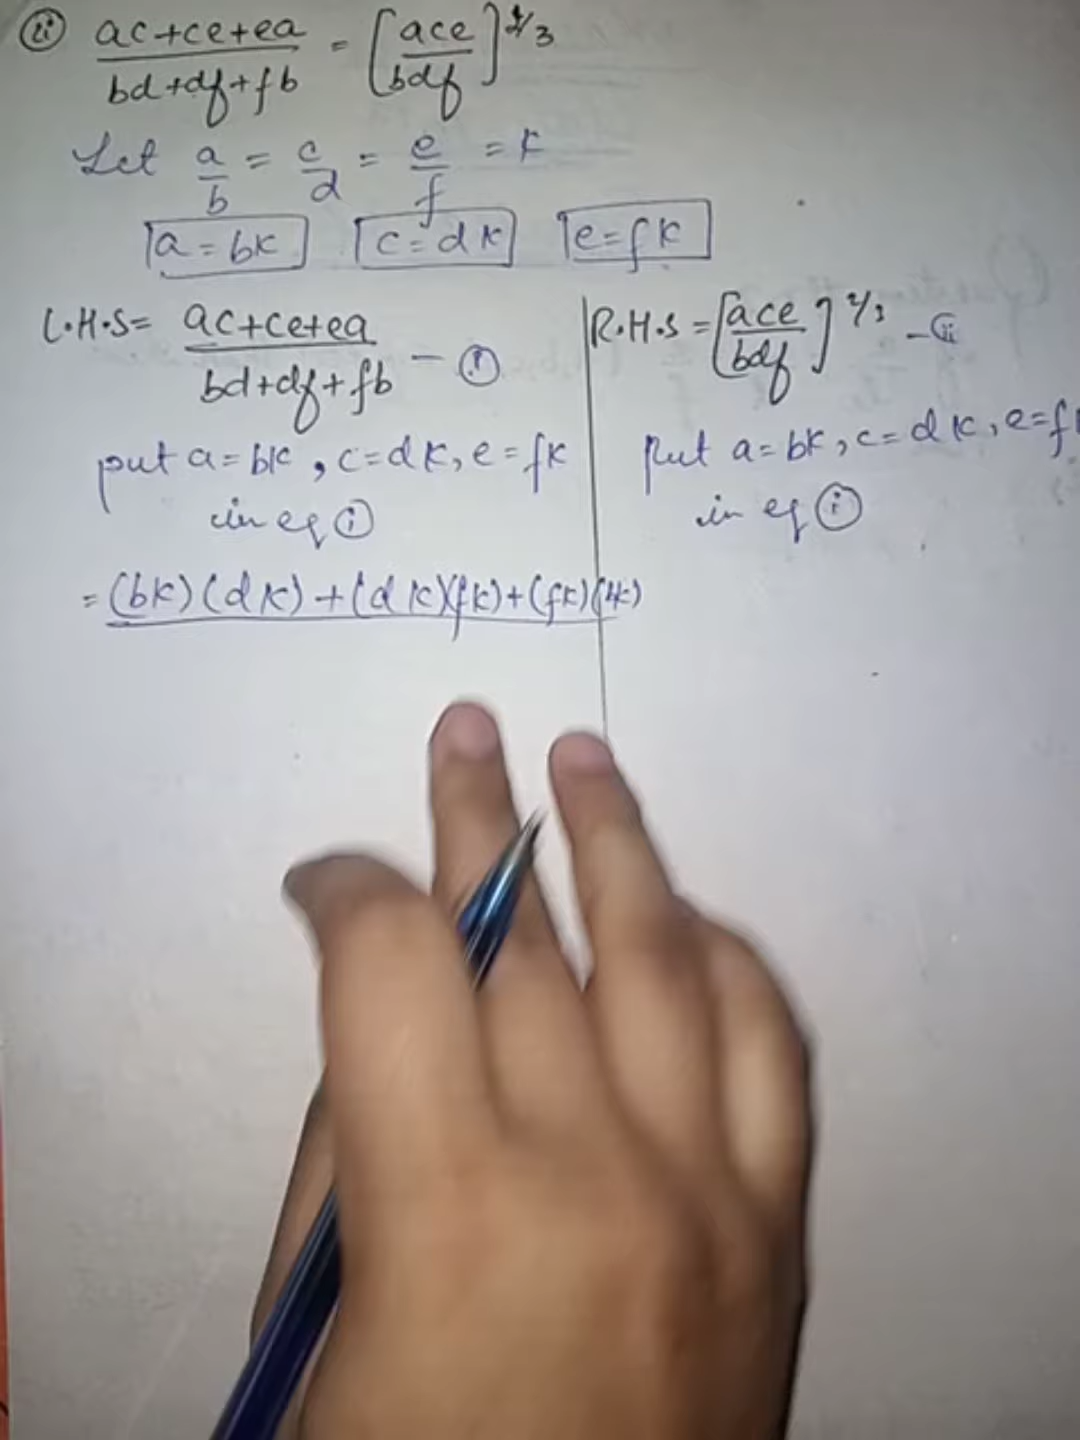 (ii) ac+ce+ea / bd+df+fb = [ace / bdf]^2/3
Let a/b = c/d = e/f = k
a=bk c=dk e=fk
L.H.S= ac+ce+ea / bd+df+fb - (i)
put a=bk, c=dk, e=fk
in eq (i)
= (bk)(dk)+(dk)(fk)+(fk)(bk)
R.H.S = [ace / bdf]^2/3 - (ii)
Put a=bk, c=dk, e=f
in eq (i)